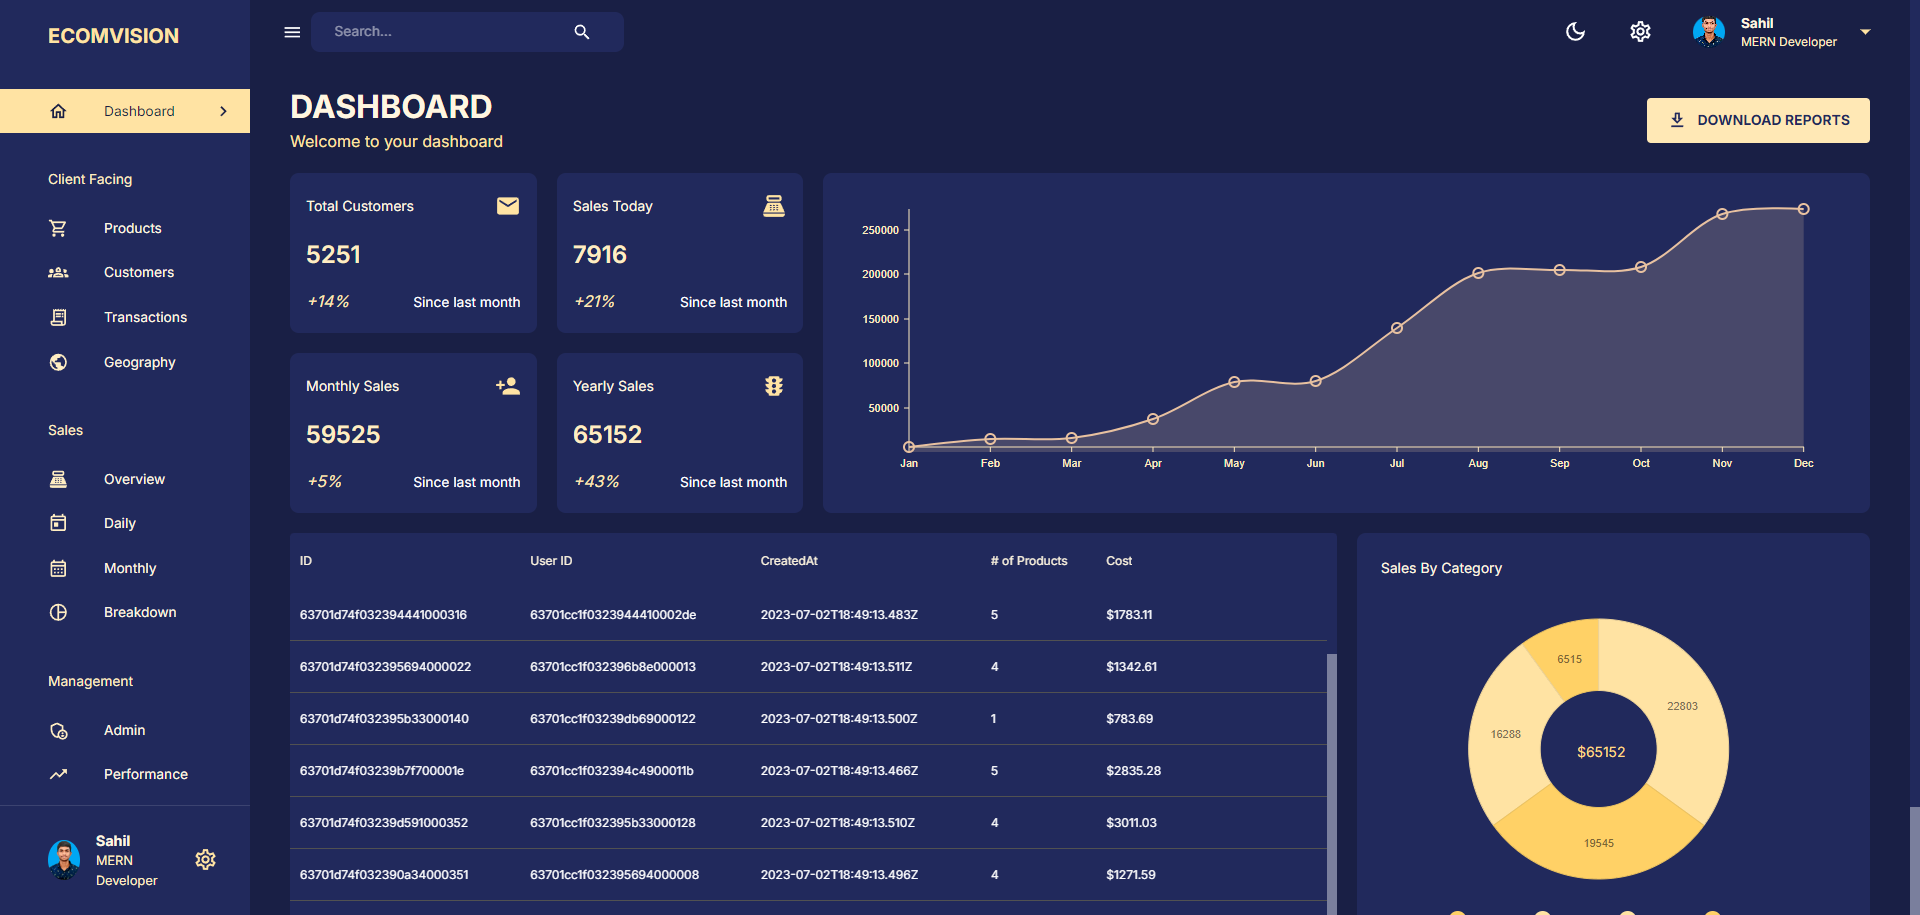 ECOMVISION
Search...
Sahil
MERN Developer
Dashboard
Client Facing
Products
Customers
Transactions
Geography
Sales
Overview
Daily
Monthly
Breakdown
Management
Admin
Performance
Sahil
MERN
Developer
DASHBOARD
Welcome to your dashboard
DOWNLOAD REPORTS
Total Customers
5251
+14% Since last month
Sales Today
7916
+21% Since last month
Monthly Sales
59525
+5% Since last month
Yearly Sales
65152
+43% Since last month
250000
200000
150000
100000
50000
Jan Feb Mar Apr May Jun Jul Aug Sep Oct Nov Dec
ID User ID CreatedAt # of Products Cost
63701d74f032394441000316 63701cc1f0323944410002de 2023-07-02T18:49:13.483Z 5 $1783.11
63701d74f032395694000022 63701cc1f032396b8e000013 2023-07-02T18:49:13.511Z 4 $1342.61
63701d74f032395b33000140 63701cc1f03239db69000122 2023-07-02T18:49:13.500Z 1 $783.69
63701d74f03239b7f700001e 63701cc1f032394c4900011b 2023-07-02T18:49:13.466Z 5 $2835.28
63701d74f03239d591000352 63701cc1f032395b33000128 2023-07-02T18:49:13.510Z 4 $3011.03
63701d74f032390a34000351 63701cc1f032395694000008 2023-07-02T18:49:13.496Z 4 $1271.59
Sales By Category
6515
22803
16288
$65152
19545